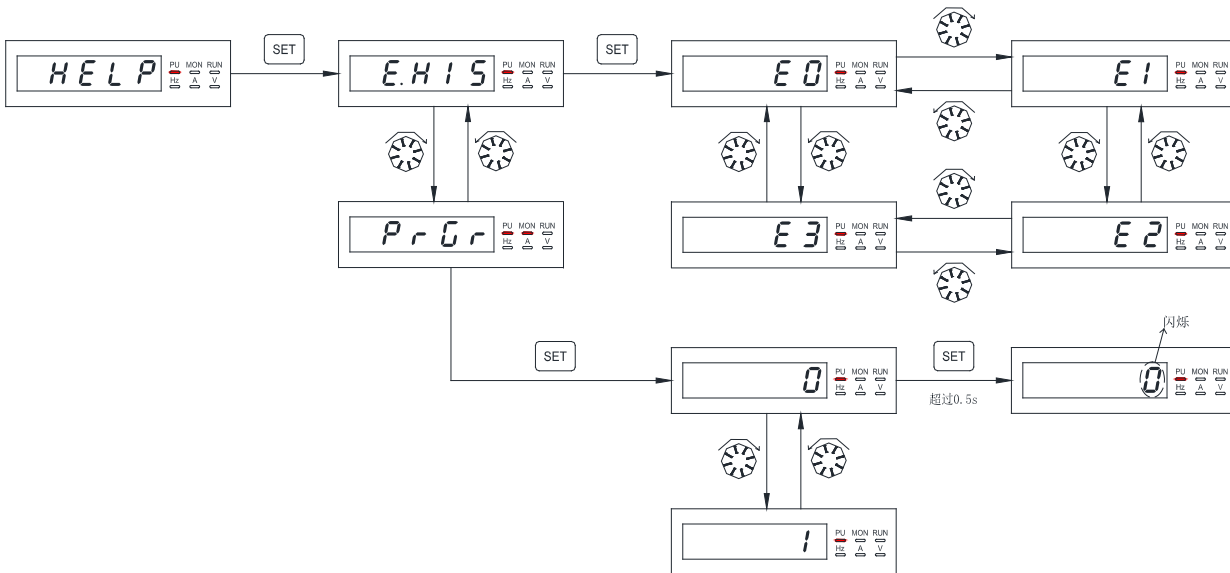 SET
SET
HELP
PU MON RUN
Hz A V
E.HIS
PU MON RUN
Hz A V
E0
PU MON RUN
Hz A V
E1
PU MON RUN
Hz A V
PrGr
PU MON RUN
Hz A V
E3
PU MON RUN
Hz A V
E2
PU MON RUN
Hz A V
闪烁
SET
SET
0
PU MON RUN
Hz A V
超过0.5s
0
PU MON RUN
Hz A V
1
PU MON RUN
Hz A V